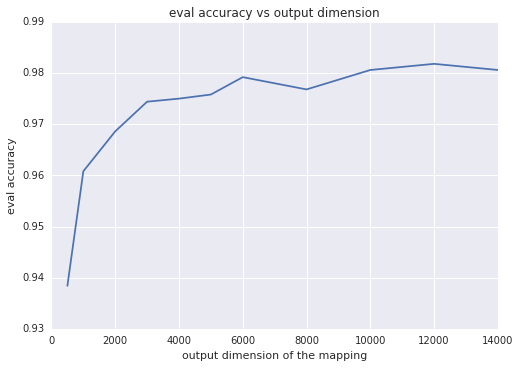 eval accuracy vs output dimension
0.99
0.98
0.97
0.96
0.95
0.94
0.93
eval accuracy
0 2000 4000 6000 8000 10000 12000 14000
output dimension of the mapping